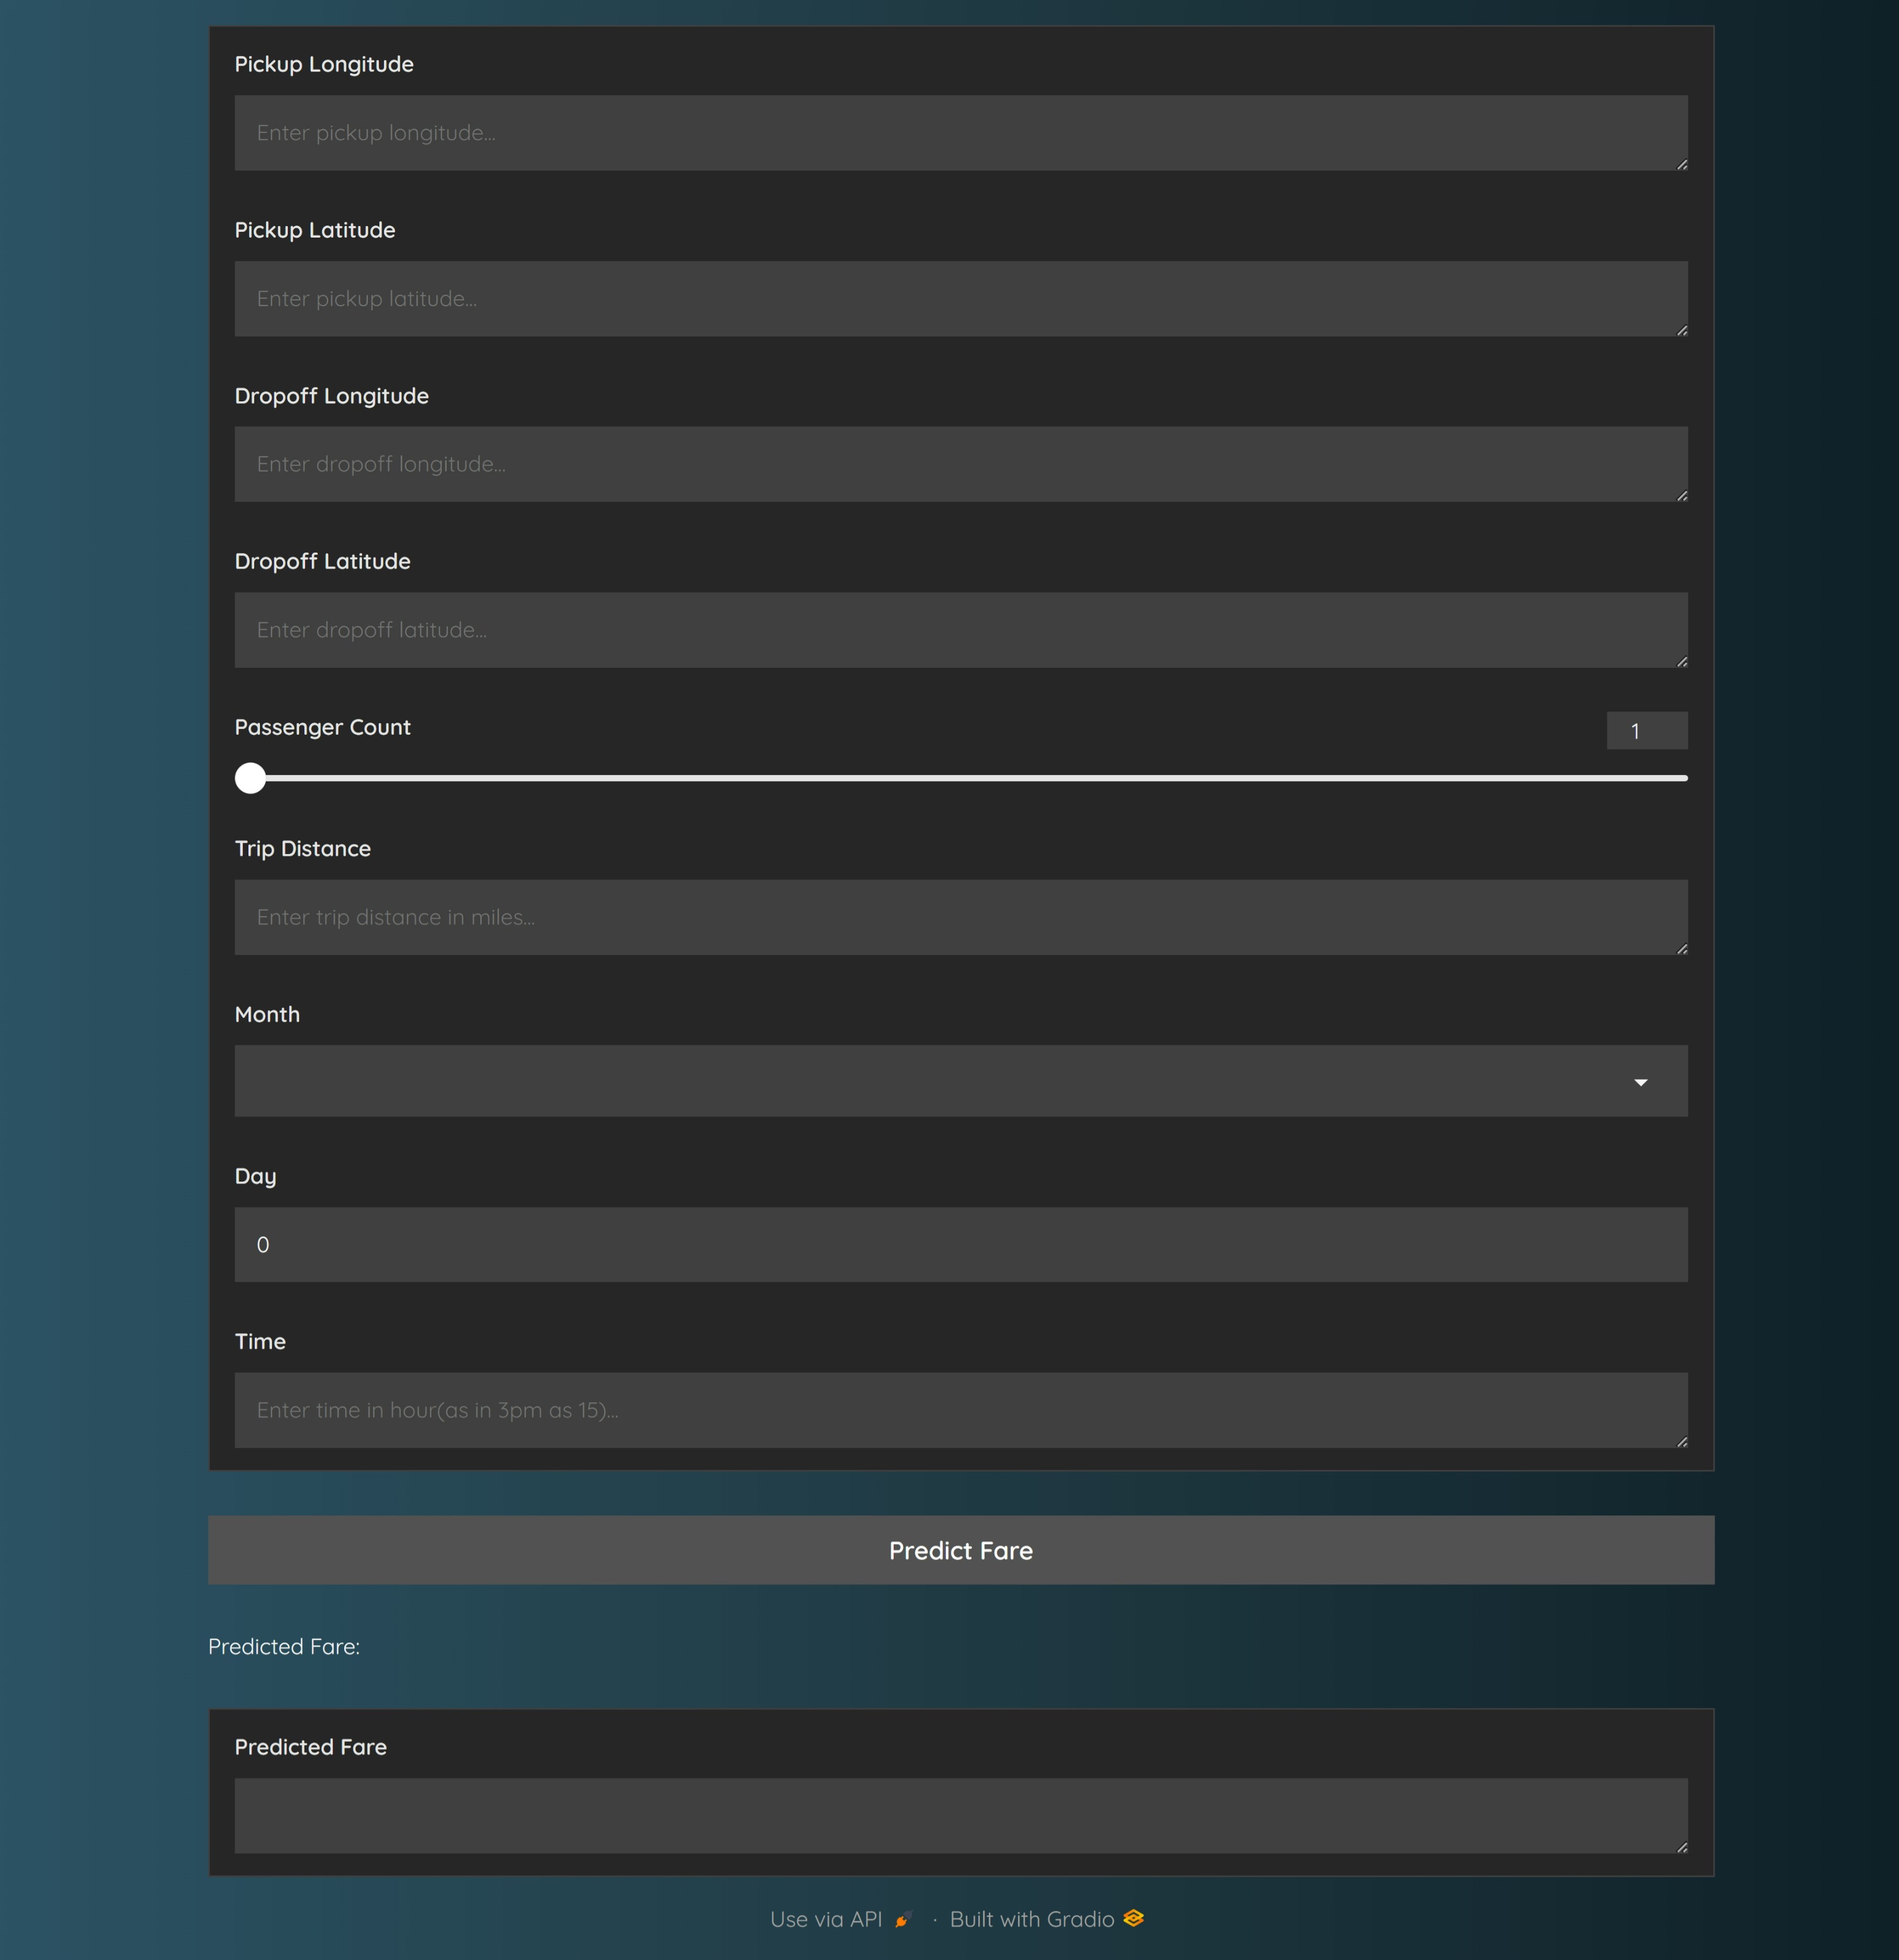 Pickup Longitude
Enter pickup longitude...
Pickup Latitude
Enter pickup latitude...
Dropoff Longitude
Enter dropoff longitude...
Dropoff Latitude
Enter dropoff latitude...
Passenger Count
1
Trip Distance
Enter trip distance in miles...
Month
Day
0
Time
Enter time in hour(as in 3pm as 15)...
Predict Fare
Predicted Fare:
Predicted Fare
Use via API · Built with Gradio